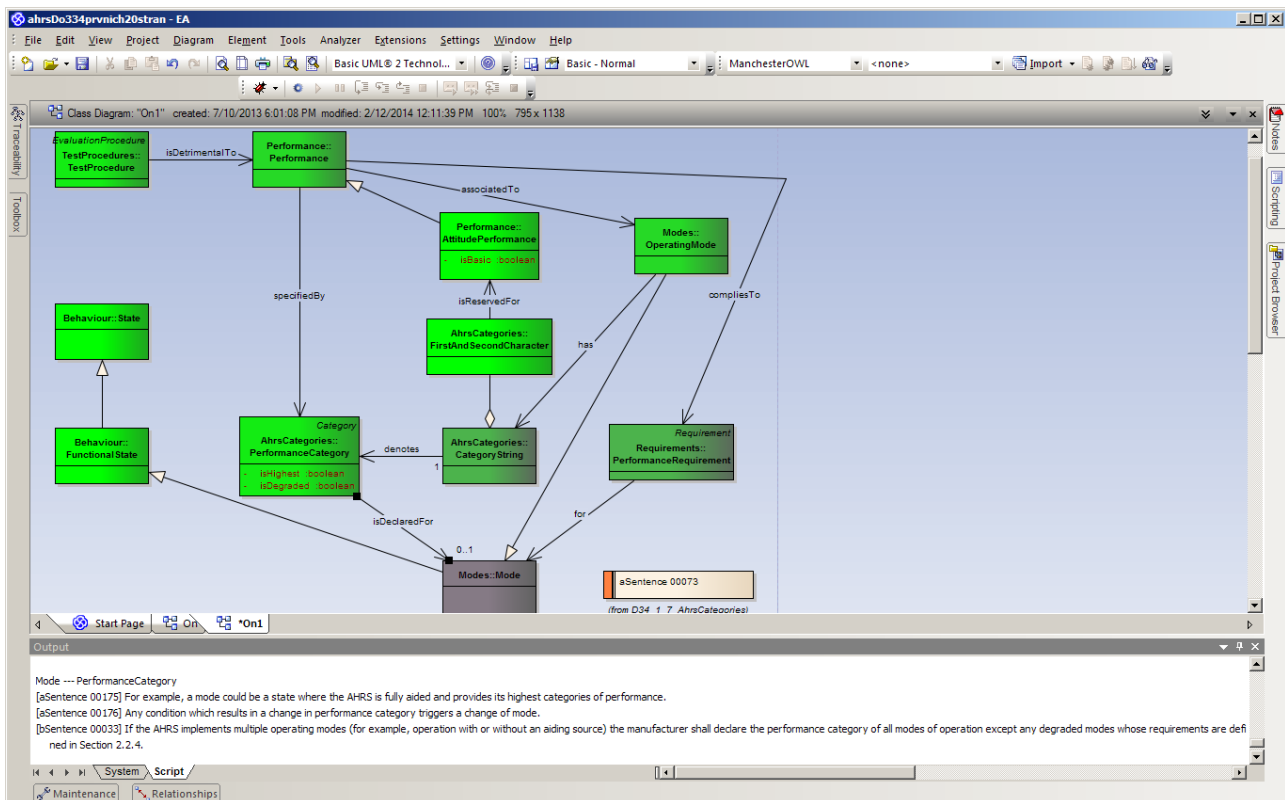 ahrsDo334prvnich20stran - EA
File Edit View Project Diagram Element Tools Analyzer Extensions Settings Window Help
Basic UML® 2 Technol... Basic - Normal ManchesterOWL <none> Import
Class Diagram: "On1" created: 7/10/2013 6:01:08 PM modified: 2/12/2014 12:11:39 PM 100% 795 x 1138
Traceability
Toolbox
Notes
Scripting
Project Browser
EvaluationProcedure
TestProcedures::
TestProcedure
isDetrimentalTo
Performance::
Performance
associatedTo
Performance::
AttitudePerformance
- isBasic :boolean
Modes::
OperatingMode
specifiedBy
isReservedFor
compliesTo
Behaviour::State
AhrsCategories::
FirstAndSecondCharacter
has
Behaviour::
FunctionalState
Category
AhrsCategories::
PerformanceCategory
- isHighest :boolean
- isDegraded :boolean
denotes
1
AhrsCategories::
CategoryString
Requirement
Requirements::
PerformanceRequirement
isDeclaredFor
for
0..1
Modes::Mode
aSentence 00073
(from D34_1_7_AhrsCategories)
Start Page On *On1
Output
Mode --- PerformanceCategory
[aSentence 00175] For example, a mode could be a state where the AHRS is fully aided and provides its highest categories of performance.
[aSentence 00176] Any condition which results in a change in performance category triggers a change of mode.
[bSentence 00033] If the AHRS implements multiple operating modes (for example, operation with or without an aiding source) the manufacturer shall declare the performance category of all modes of operation except any degraded modes whose requirements are defi
ned in Section 2.2.4.
System Script
Maintenance Relationships